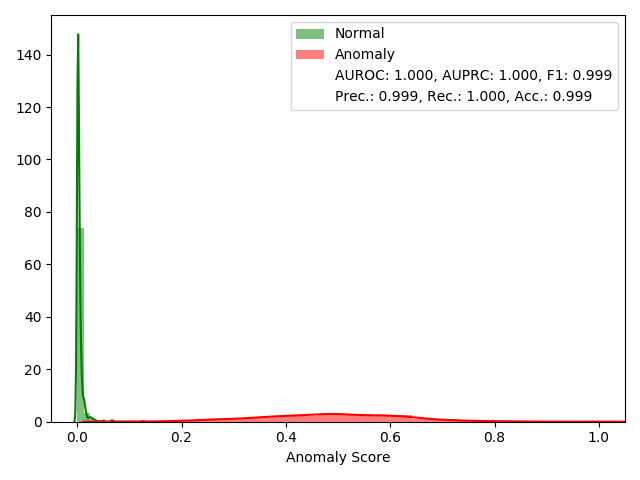 Normal
Anomaly
AUROC: 1.000, AUPRC: 1.000, F1: 0.999
Prec.: 0.999, Rec.: 1.000, Acc.: 0.999
140
120
100
80
60
40
20
0
0.0 0.2 0.4 0.6 0.8 1.0
Anomaly Score